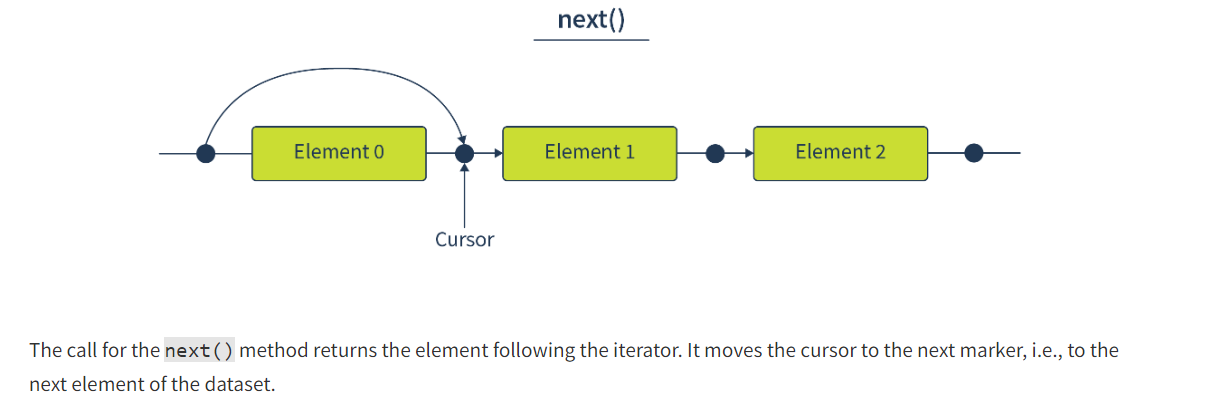 next()
Element 0
Element 1
Element 2
Cursor
The call for the next() method returns the element following the iterator. It moves the cursor to the next marker, i.e., to the
next element of the dataset.